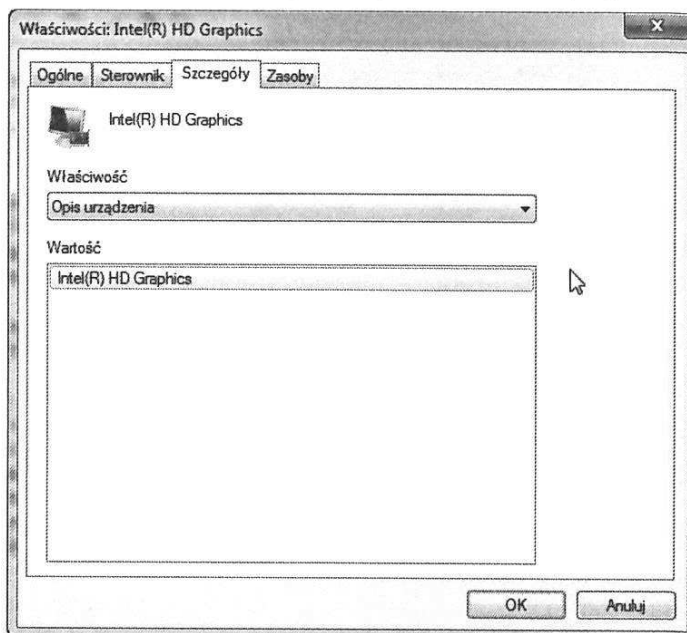 Właściwości: Intel(R) HD Graphics
Ogólne Sterownik Szczegóły Zasoby
Intel(R) HD Graphics
Właściwość
Opis urządzenia
Wartość
Intel(R) HD Graphics
OK Anuluj